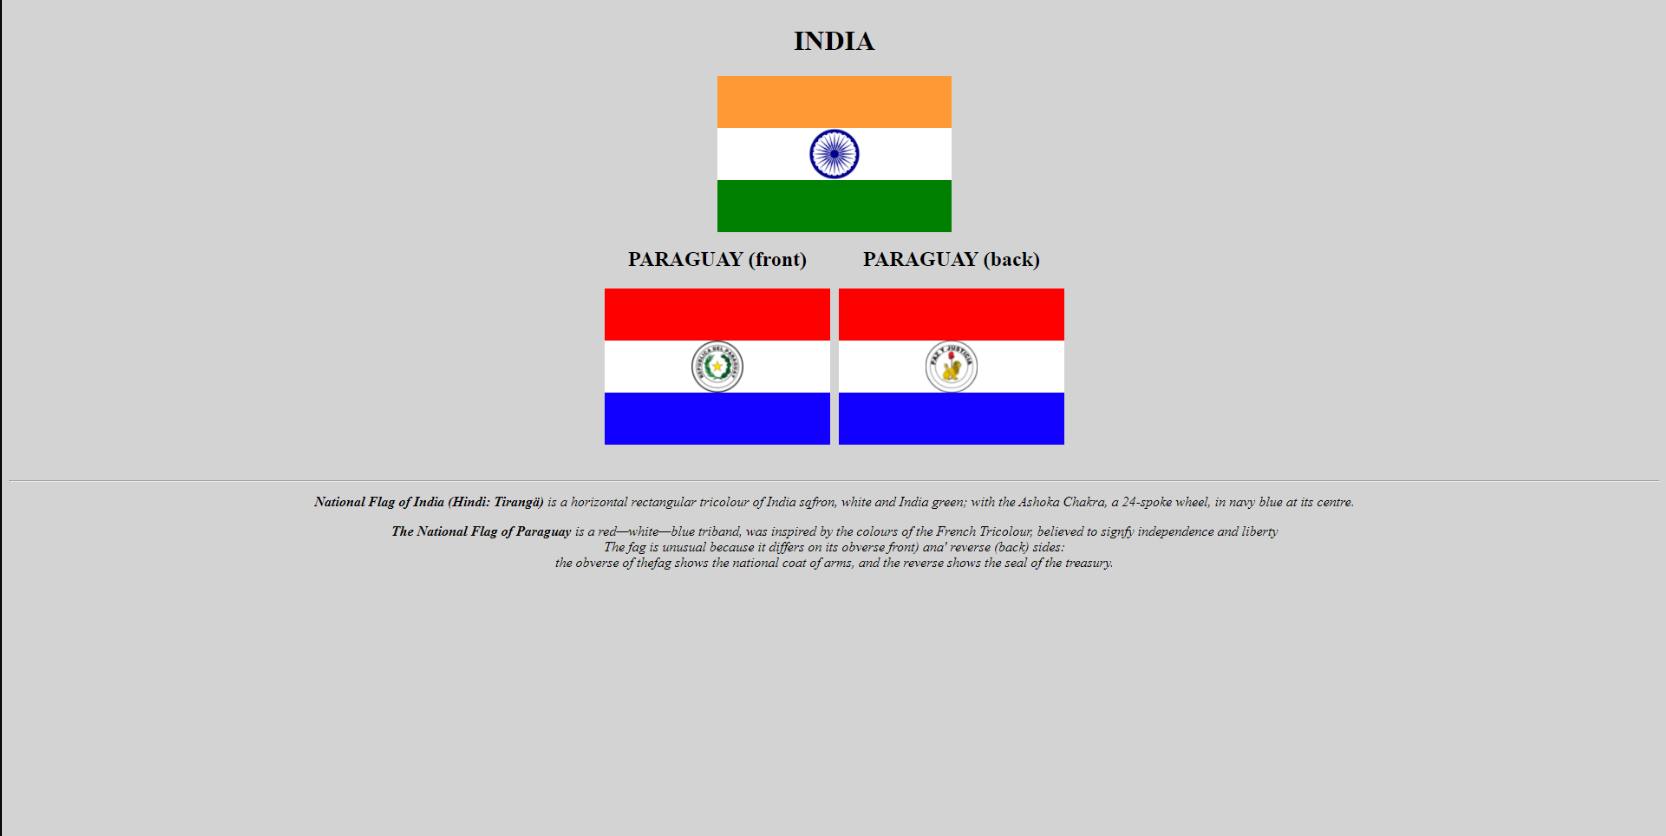 INDIA
PARAGUAY (front) PARAGUAY (back)
REPUBLICA DEL PARAGUAY PAZ Y JUSTICIA
National Flag of India (Hindi: Tirangä) is a horizontal rectangular tricolour of India sqfron, white and India green; with the Ashoka Chakra, a 24-spoke wheel, in navy blue at its centre.
The National Flag of Paraguay is a red—white—blue triband, was inspired by the colours of the French Tricolour, believed to signfy independence and liberty
The fag is unusual because it differs on its obverse front) ana' reverse (back) sides:
the obverse of thefag shows the national coat of arms, and the reverse shows the seal of the treasury.